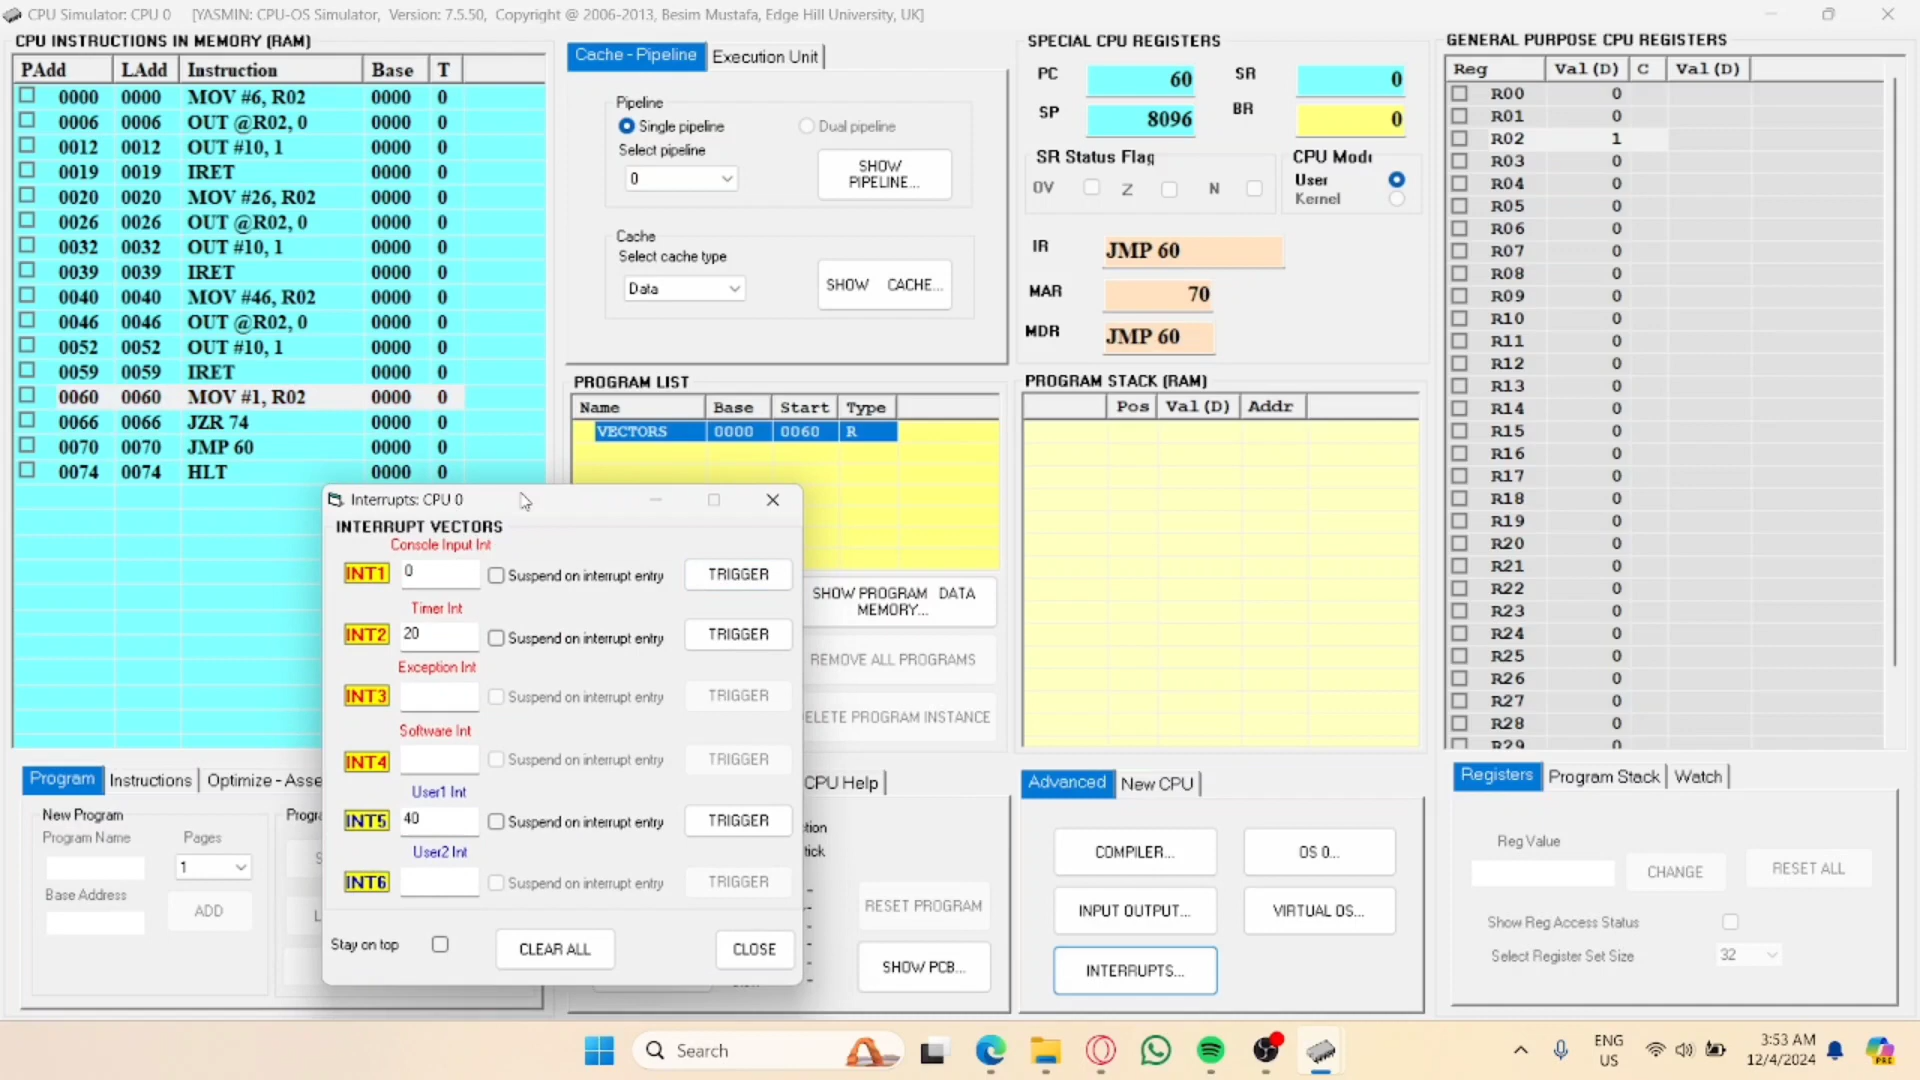 CPU Simulator: CPU 0 [YASMIN: CPU-OS Simulator, Version: 7.5.50, Copyright @ 2006-2013, Besim Mustafa, Edge Hill University, UK]
CPU INSTRUCTIONS IN MEMORY (RAM)
PAdd LAdd Instruction Base T
0000 0000 MOV #6, R02 0000 0
0006 0006 OUT @R02, 0 0000 0
0012 0012 OUT #10, 1 0000 0
0019 0019 IRET 0000 0
0020 0020 MOV #26, R02 0000 0
0026 0026 OUT @R02, 0 0000 0
0032 0032 OUT #10, 1 0000 0
0039 0039 IRET 0000 0
0040 0040 MOV #46, R02 0000 0
0046 0046 OUT @R02, 0 0000 0
0052 0052 OUT #10, 1 0000 0
0059 0059 IRET 0000 0
0060 0060 MOV #1, R02 0000 0
0066 0066 JZR 74 0000 0
0070 0070 JMP 60 0000 0
0074 0074 HLT 0000 0
Cache - Pipeline Execution Unit
Pipeline
Single pipeline Dual pipeline
Select pipeline
0
SHOW
PIPELINE...
Cache
Select cache type
Data
SHOW CACHE...
PROGRAM LIST
Name Base Start Type
VECTORS 0000 0060 R
SHOW PROGRAM DATA
MEMORY...
REMOVE ALL PROGRAMS
ELETE PROGRAM INSTANCE
SPECIAL CPU REGISTERS
PC 60 SR 0
SP 8096 BR 0
SR Status Flag
OV Z N
CPU Mod
User
Kernel
IR JMP 60
MAR 70
MDR JMP 60
PROGRAM STACK (RAM)
Pos Val(D) Addr
GENERAL PURPOSE CPU REGISTERS
Reg Val(D) C Val(D)
R00 0
R01 0
R02 1
R03 0
R04 0
R05 0
R06 0
R07 0
R08 0
R09 0
R10 0
R11 0
R12 0
R13 0
R14 0
R15 0
R16 0
R17 0
R18 0
R19 0
R20 0
R21 0
R22 0
R23 0
R24 0
R25 0
R26 0
R27 0
R28 0
R29 0
Interrupts: CPU 0
INTERRUPT VECTORS
Console Input Int
INT1 0 Suspend on interrupt entry TRIGGER
Timer Int
INT2 20 Suspend on interrupt entry TRIGGER
Exception Int
INT3 Suspend on interrupt entry TRIGGER
Software Int
INT4 Suspend on interrupt entry TRIGGER
User1 Int
INT5 40 Suspend on interrupt entry TRIGGER
User2 Int
INT6 Suspend on interrupt entry TRIGGER
Stay on top CLEAR ALL CLOSE
Program Instructions Optimize - Asse
New Program
Program Name Pages
1
Base Address
ADD
Progr
S
L
CPU Help
tion
tick
RESET PROGRAM
SHOW PCB...
Advanced New CPU
COMPILER... OS 0...
INPUT OUTPUT... VIRTUAL OS...
INTERRUPTS...
Registers Program Stack Watch
Reg Value
CHANGE RESET ALL
Show Reg Access Status
Select Register Set Size 32
Search
ENG
US
3:53 AM
12/4/2024
PRE